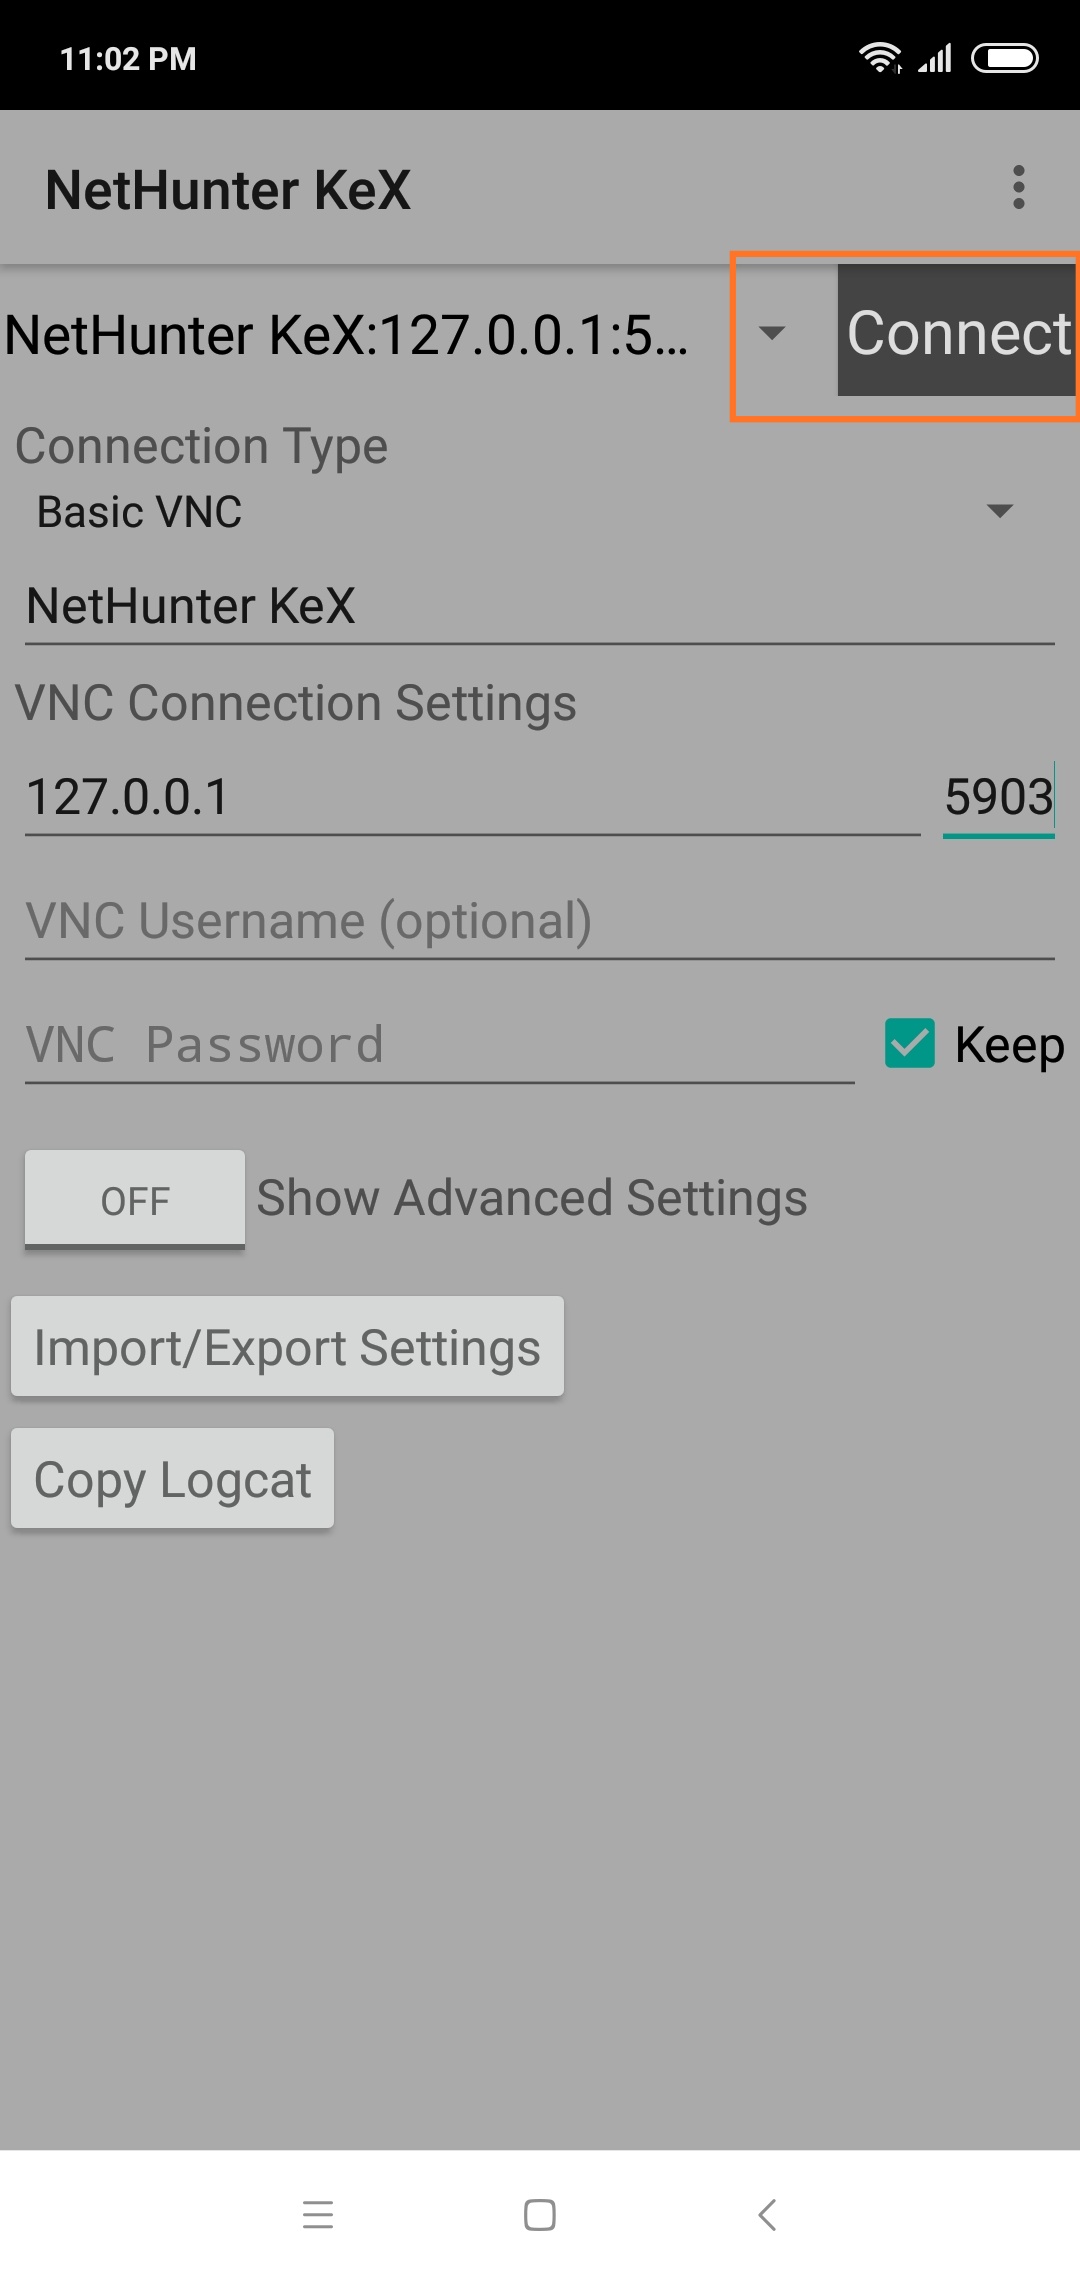 11:02 PM
NetHunter KeX
NetHunter KeX:127.0.0.1:5...
Connect
Connection Type
Basic VNC
NetHunter KeX
VNC Connection Settings
127.0.0.1
5903
VNC Username (optional)
VNC Password
Keep
OFF
Show Advanced Settings
Import/Export Settings
Copy Logcat